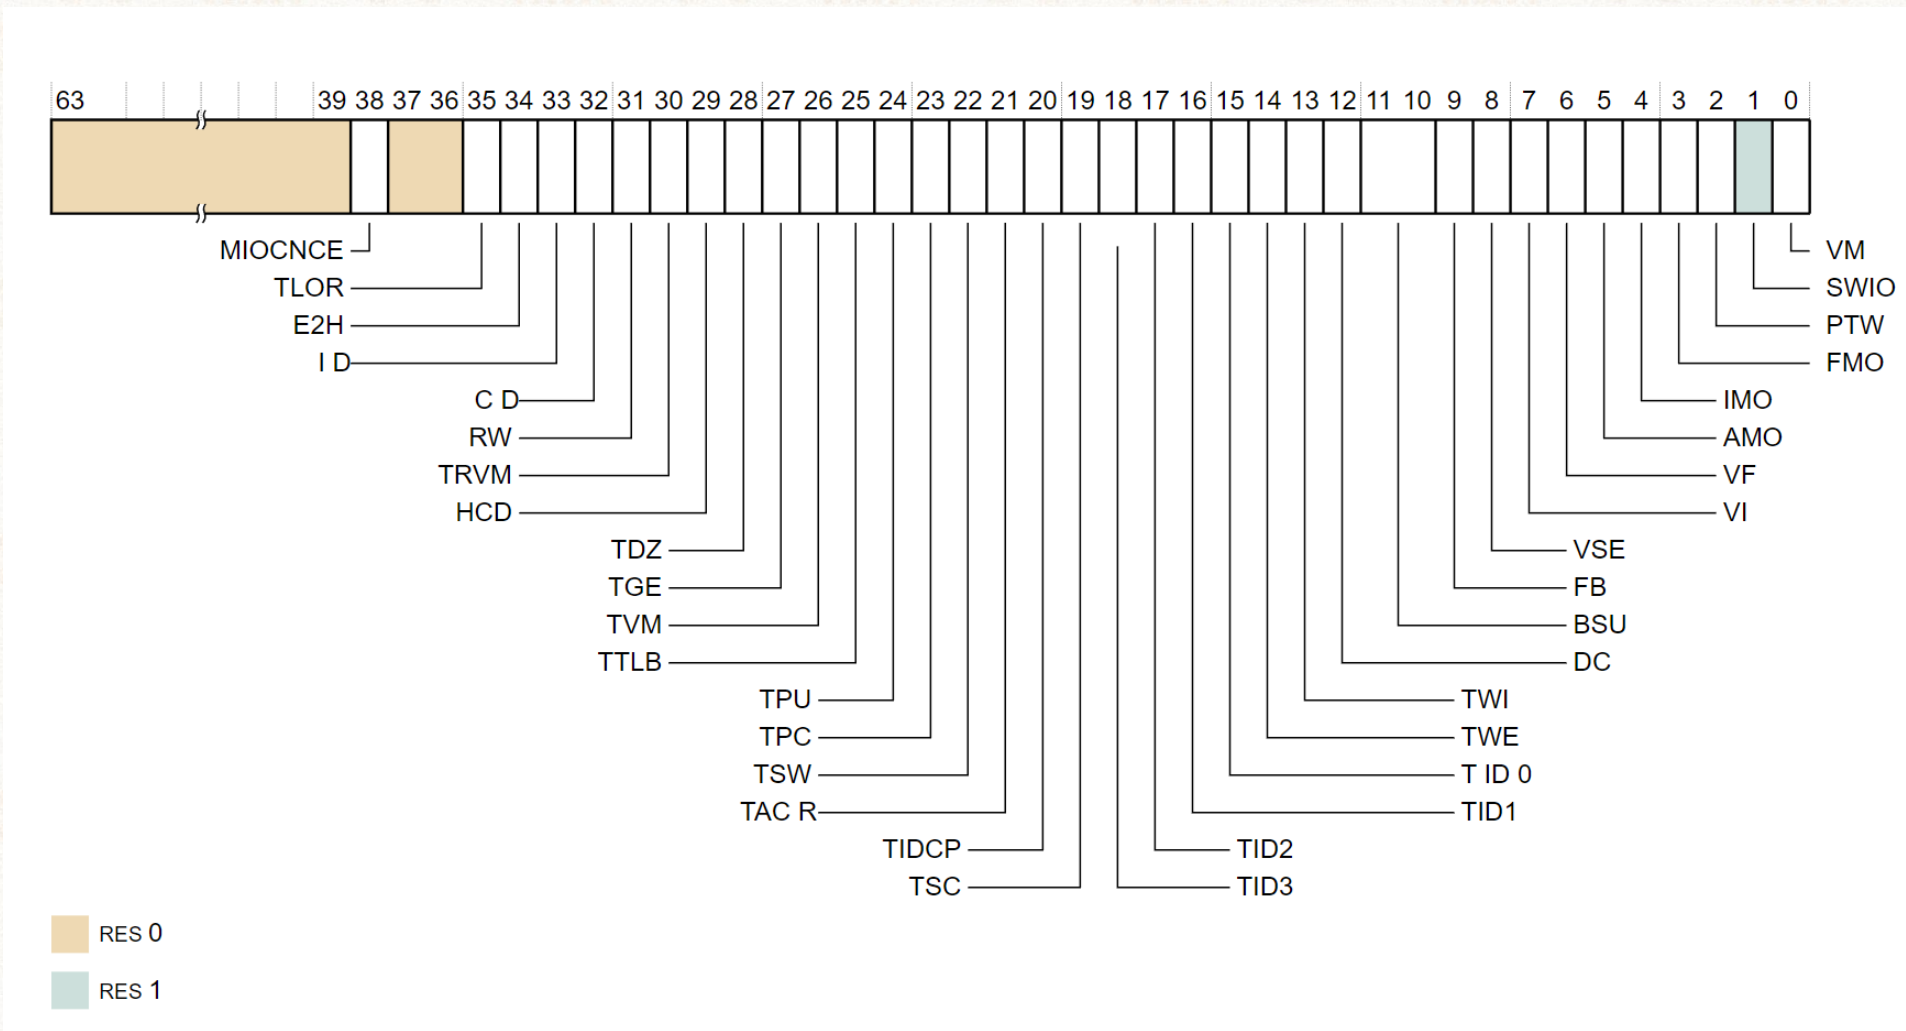 63 39 38 37 36 35 34 33 32 31 30 29 28 27 26 25 24 23 22 21 20 19 18 17 16 15 14 13 12 11 10 9 8 7 6 5 4 3 2 1 0
MIOCNCE VM
TLOR SWIO
E2H PTW
I D FMO
C D IMO
RW AMO
TRVM VF
HCD VI
TDZ VSE
TGE FB
TVM BSU
TTLB DC
TPU TWI
TPC TWE
TSW T ID 0
TAC R TID1
TIDCP TID2
TSC TID3
RES 0
RES 1